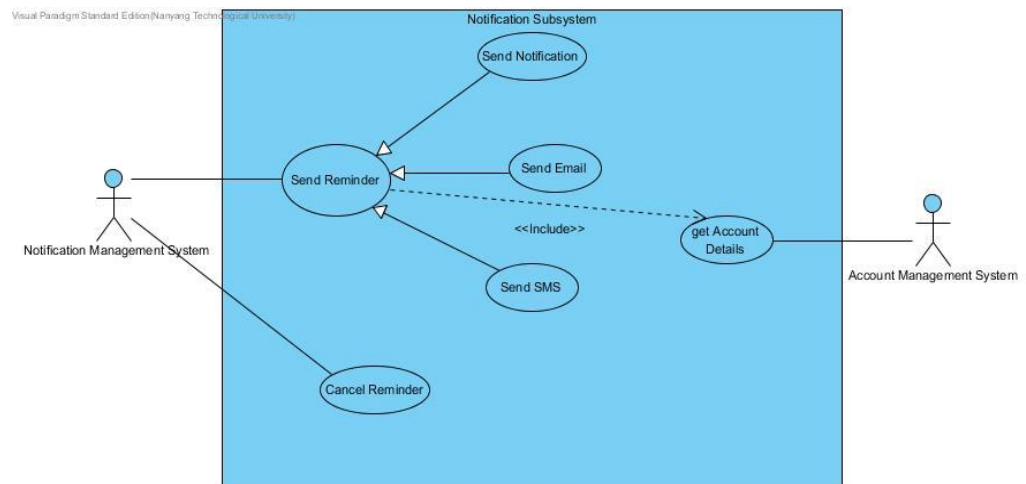 Visual Paradigm Standard Edition(Nanyang Technological University)
Notification Subsystem
Send Notification
Send Email
Send Reminder
<<Include>>
get Account
Details
Notification Management System
Account Management System
Send SMS
Cancel Reminder